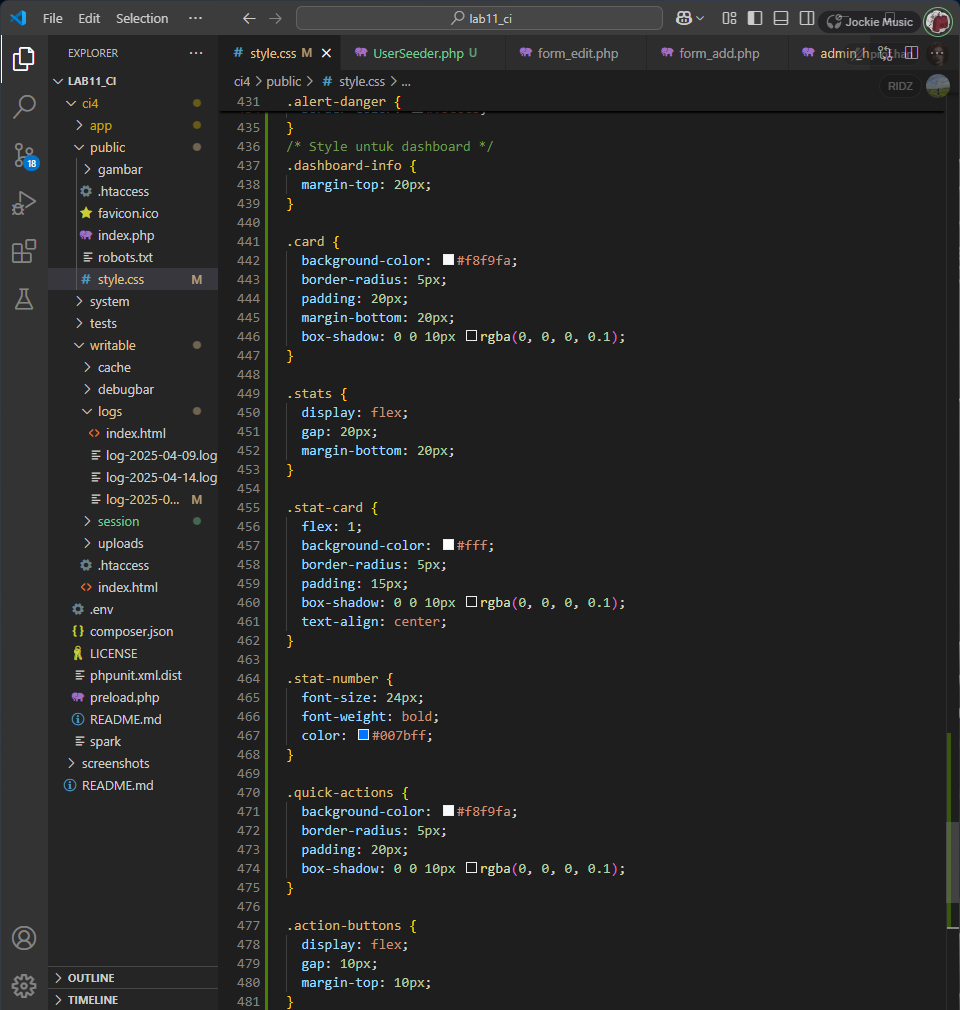 File Edit Selection ··· lab11_ci Jockie Music
EXPLORER ···
LAB11_CI
ci4
app
public
gambar
.htaccess
favicon.ico
index.php
robots.txt
style.css M
system
tests
writable
cache
debugbar
logs
index.html
log-2025-04-09.log
log-2025-04-14.log
log-2025-0... M
session
uploads
.htaccess
index.html
.env
composer.json
LICENSE
phpunit.xml.dist
preload.php
README.md
spark
screenshots
README.md
OUTLINE
TIMELINE
18
# style.css M × UserSeeder.php U form_edit.php form_add.php
ci4 > public > # style.css > ...
RIDZ
431 .alert-danger {
435 }
436 /* Style untuk dashboard */
437 .dashboard-info {
438 margin-top: 20px;
439 }
440
441 .card {
442 background-color: #f8f9fa;
443 border-radius: 5px;
444 padding: 20px;
445 margin-bottom: 20px;
446 box-shadow: 0 0 10px rgba(0, 0, 0, 0.1);
447 }
448
449 .stats {
450 display: flex;
451 gap: 20px;
452 margin-bottom: 20px;
453 }
454
455 .stat-card {
456 flex: 1;
457 background-color: #fff;
458 border-radius: 5px;
459 padding: 15px;
460 box-shadow: 0 0 10px rgba(0, 0, 0, 0.1);
461 text-align: center;
462 }
463
464 .stat-number {
465 font-size: 24px;
466 font-weight: bold;
467 color: #007bff;
468 }
469
470 .quick-actions {
471 background-color: #f8f9fa;
472 border-radius: 5px;
473 padding: 20px;
474 box-shadow: 0 0 10px rgba(0, 0, 0, 0.1);
475 }
476
477 .action-buttons {
478 display: flex;
479 gap: 10px;
480 margin-top: 10px;
481 }